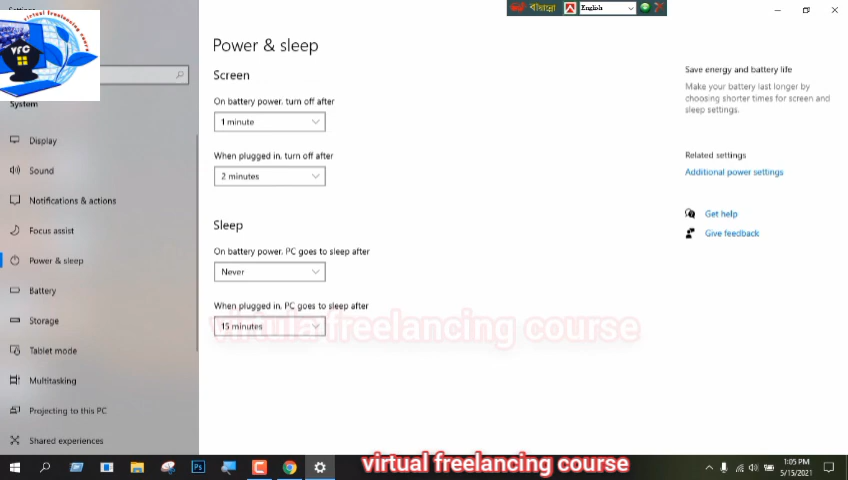 virtual freelancing course
VFC
বায়ান্নো
English
System
Display
Sound
Notifications & actions
Focus assist
Power & sleep
Battery
Storage
Tablet mode
Multitasking
Projecting to this PC
Shared experiences
Power & sleep
Screen
On battery power, turn off after
1 minute
When plugged in, turn off after
2 minutes
Sleep
On battery power, PC goes to sleep after
Never
When plugged in, PC goes to sleep after
15 minutes
virtula freelancing course
Save energy and battery life
Make your battery last longer by
choosing shorter times for screen and
sleep settings.
Related settings
Additional power settings
Get help
Give feedback
Ps
virtual freelancing course
1:05 PM
5/15/2021